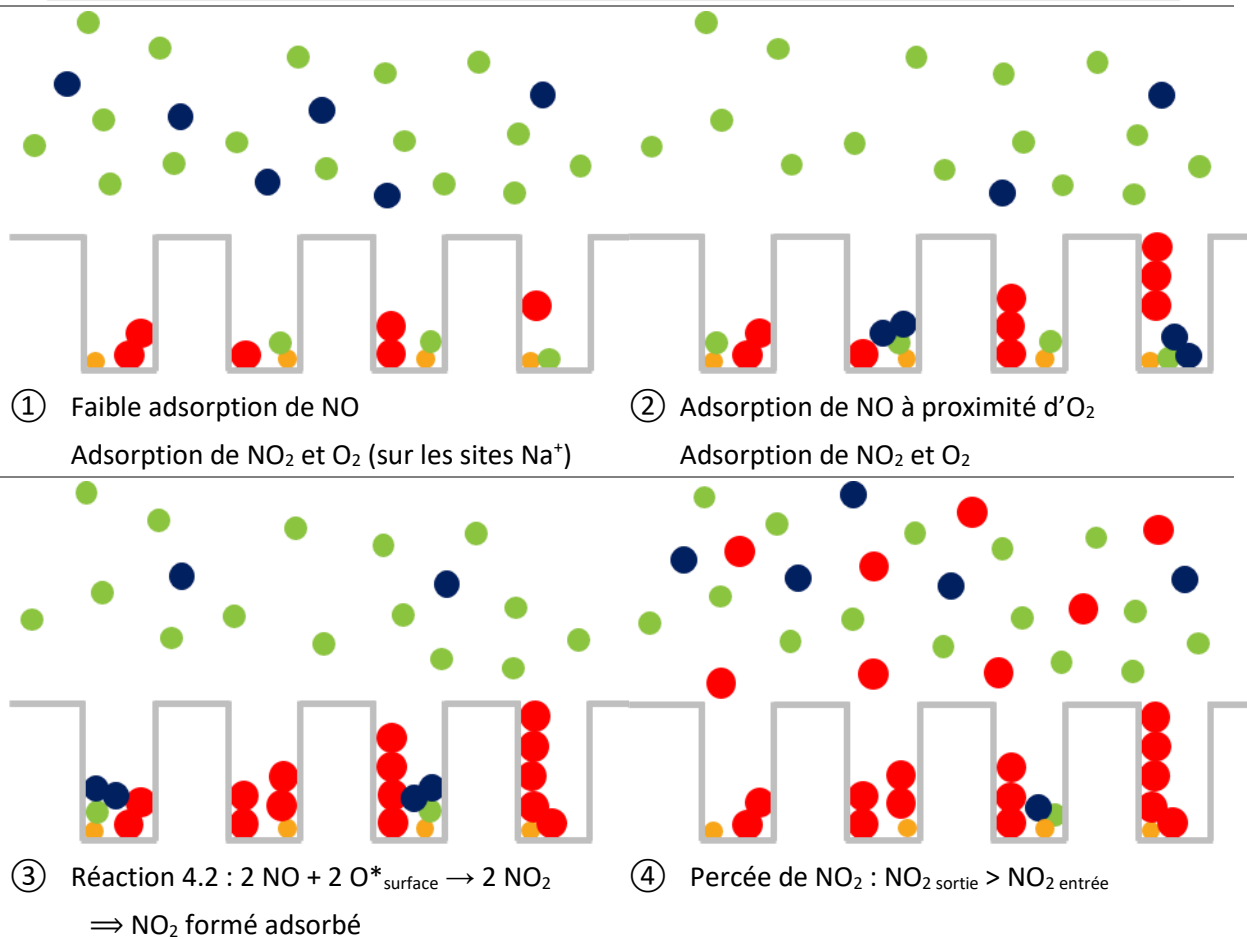 ① Faible adsorption de NO
Adsorption de NO₂ et O₂ (sur les sites Na⁺)
② Adsorption de NO à proximité d’O₂
Adsorption de NO₂ et O₂
③ Réaction 4.2 : 2 NO + 2 O*surface → 2 NO₂
⟹ NO₂ formé adsorbé
④ Percée de NO₂ : NO₂ sortie > NO₂ entrée